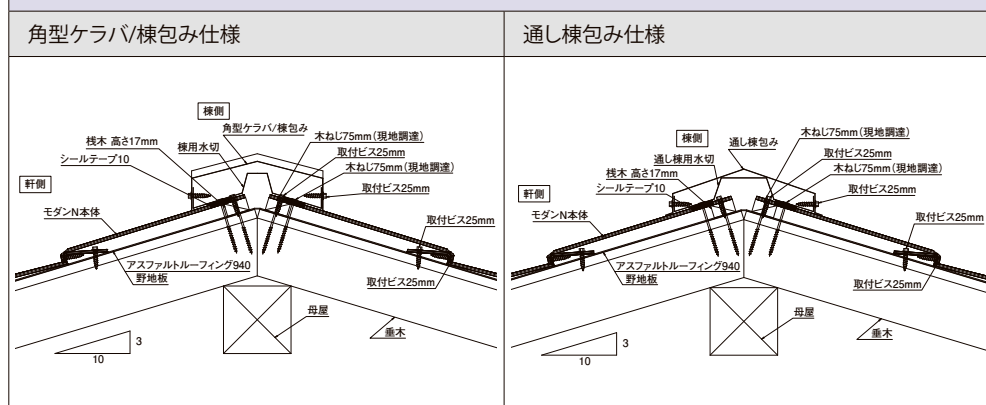 角型ケラバ/棟包み仕様
棟側
角型ケラバ/棟包み
木ねじ75mm(現地調達)
桟木 高さ17mm
棟用水切
取付ビス25mm
シールテープ10
木ねじ75mm(現地調達)
軒側
取付ビス25mm
モダンN本体
取付ビス25mm
アスファルトルーフィング940
野地板
取付ビス25mm
母屋
垂木
3
10
通し棟包み仕様
木ねじ75mm(現地調達)
棟側
通し棟包み
取付ビス25mm
通し棟用水切
木ねじ75mm(現地調達)
桟木 高さ17mm
シールテープ10
取付ビス25mm
軒側
モダンN本体
取付ビス25mm
アスファルトルーフィング940
野地板
取付ビス25mm
母屋
垂木
3
10